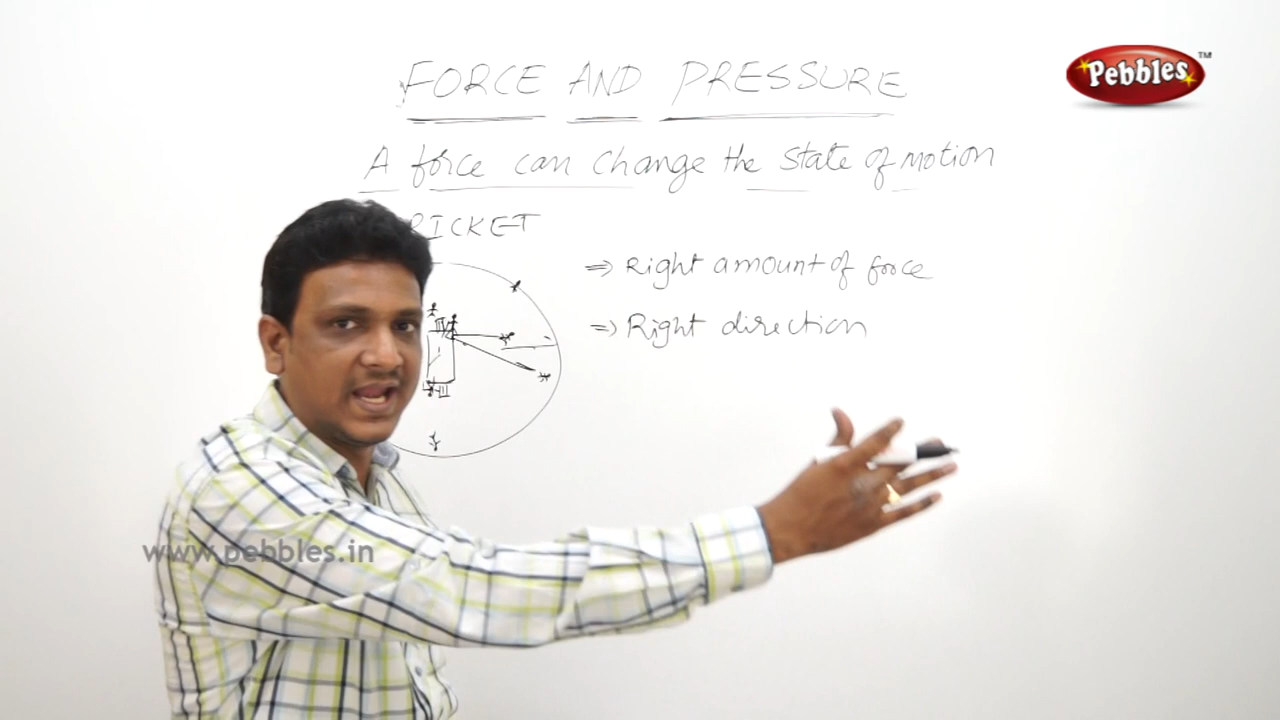 FORCE AND PRESSURE
Pebbles™
A force can change the state of motion
RICKET
⇒ Right amount of force
⇒ Right direction
www.pebbles.in